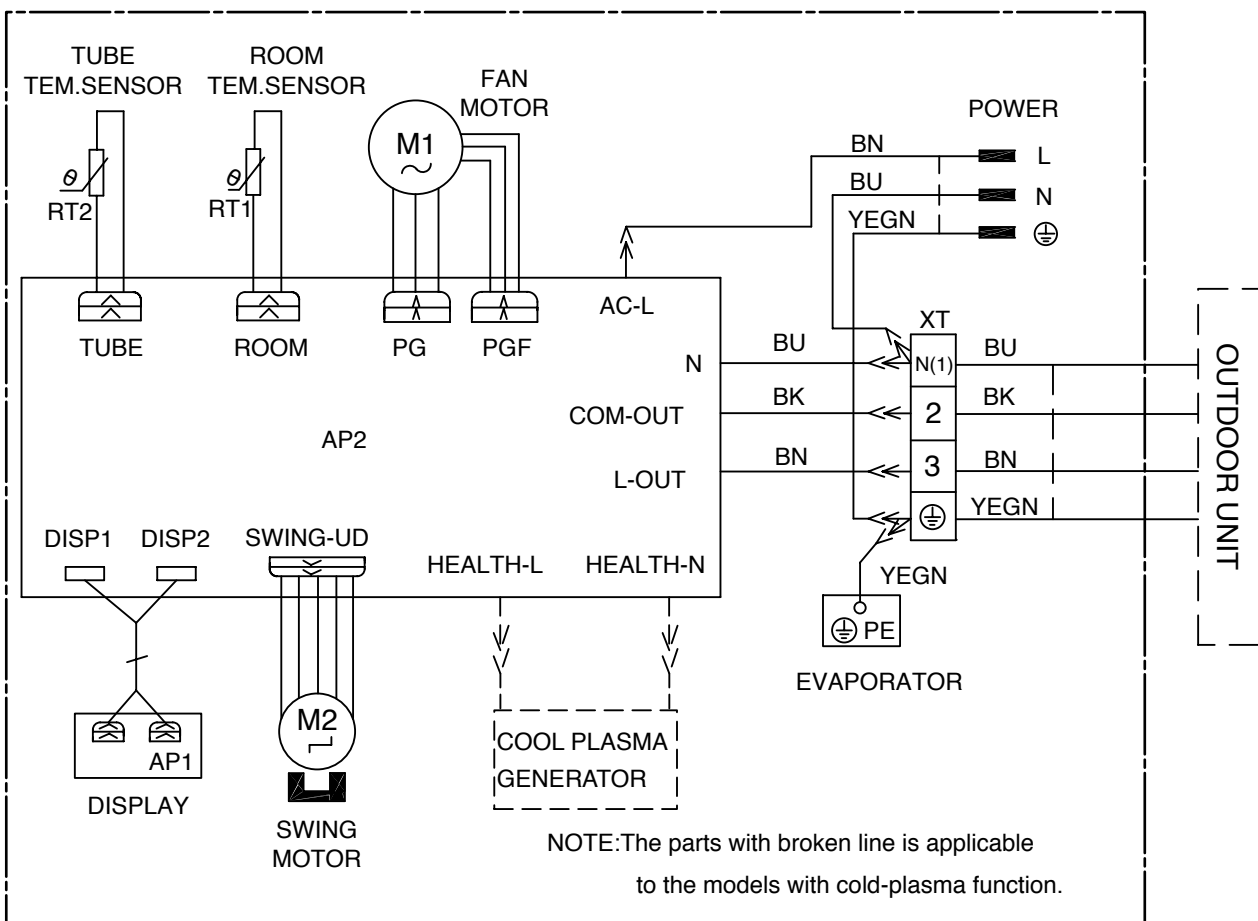 TUBE
TEM.SENSOR
ROOM
TEM.SENSOR
FAN
MOTOR
POWER
M1
BN
L
BU
N
YEGN
θ
RT2
θ
RT1
AC-L
XT
TUBE
ROOM
PG
PGF
N
BU
N(1)
BU
COM-OUT
BK
2
BK
AP2
L-OUT
BN
3
BN
YEGN
OUTDOOR UNIT
DISP1
DISP2
SWING-UD
HEALTH-L
HEALTH-N
YEGN
PE
EVAPORATOR
M2
COOL PLASMA
GENERATOR
AP1
DISPLAY
SWING
MOTOR
NOTE:The parts with broken line is applicable
to the models with cold-plasma function.